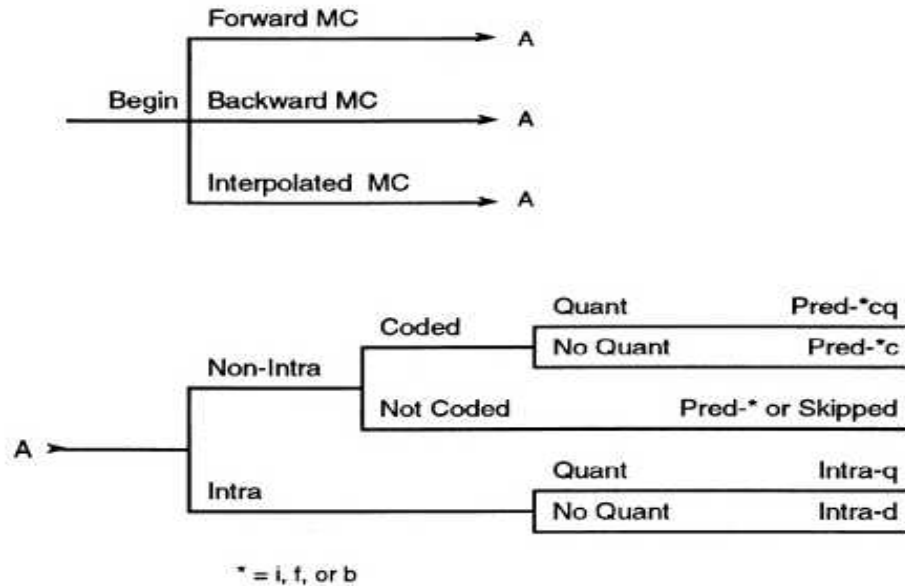 Forward MC
A
Begin
Backward MC
A
Interpolated MC
A
Quant Pred-*cq
Coded
No Quant Pred-*c
Non-Intra
Not Coded Pred-* or Skipped
A
Quant Intra-q
Intra
No Quant Intra-d
* = i, f, or b